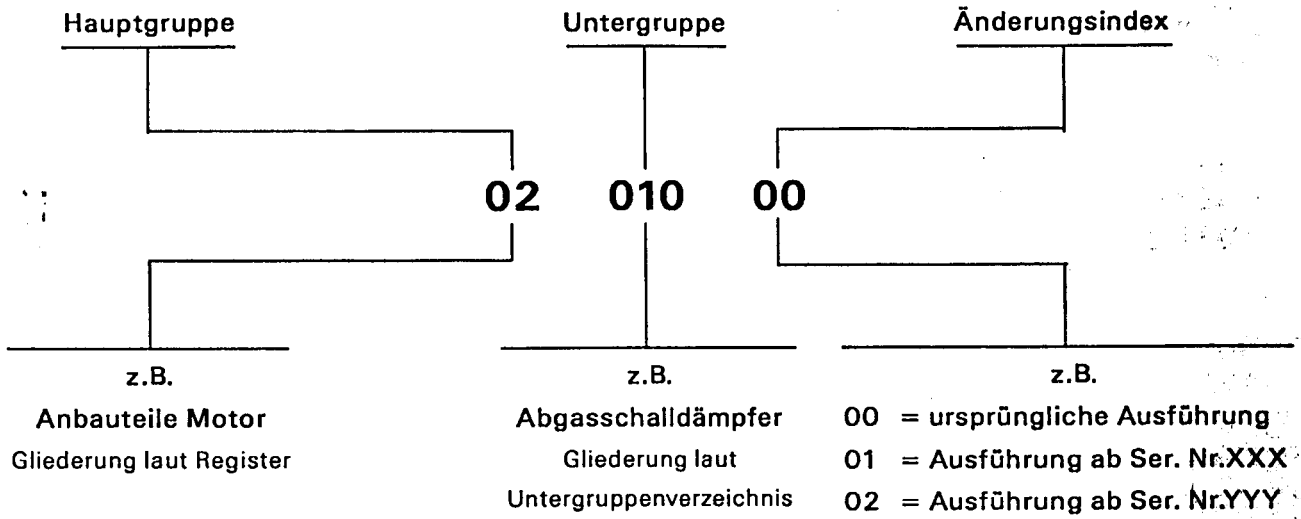 Hauptgruppe Untergruppe Änderungsindex
02 010 00
z.B. z.B. z.B.
Anbauteile Motor Abgasschalldämpfer 00 = ursprüngliche Ausführung
Gliederung laut Register Gliederung laut 01 = Ausführung ab Ser. Nr.XXX
Untergruppenverzeichnis 02 = Ausführung ab Ser. Nr.YYY